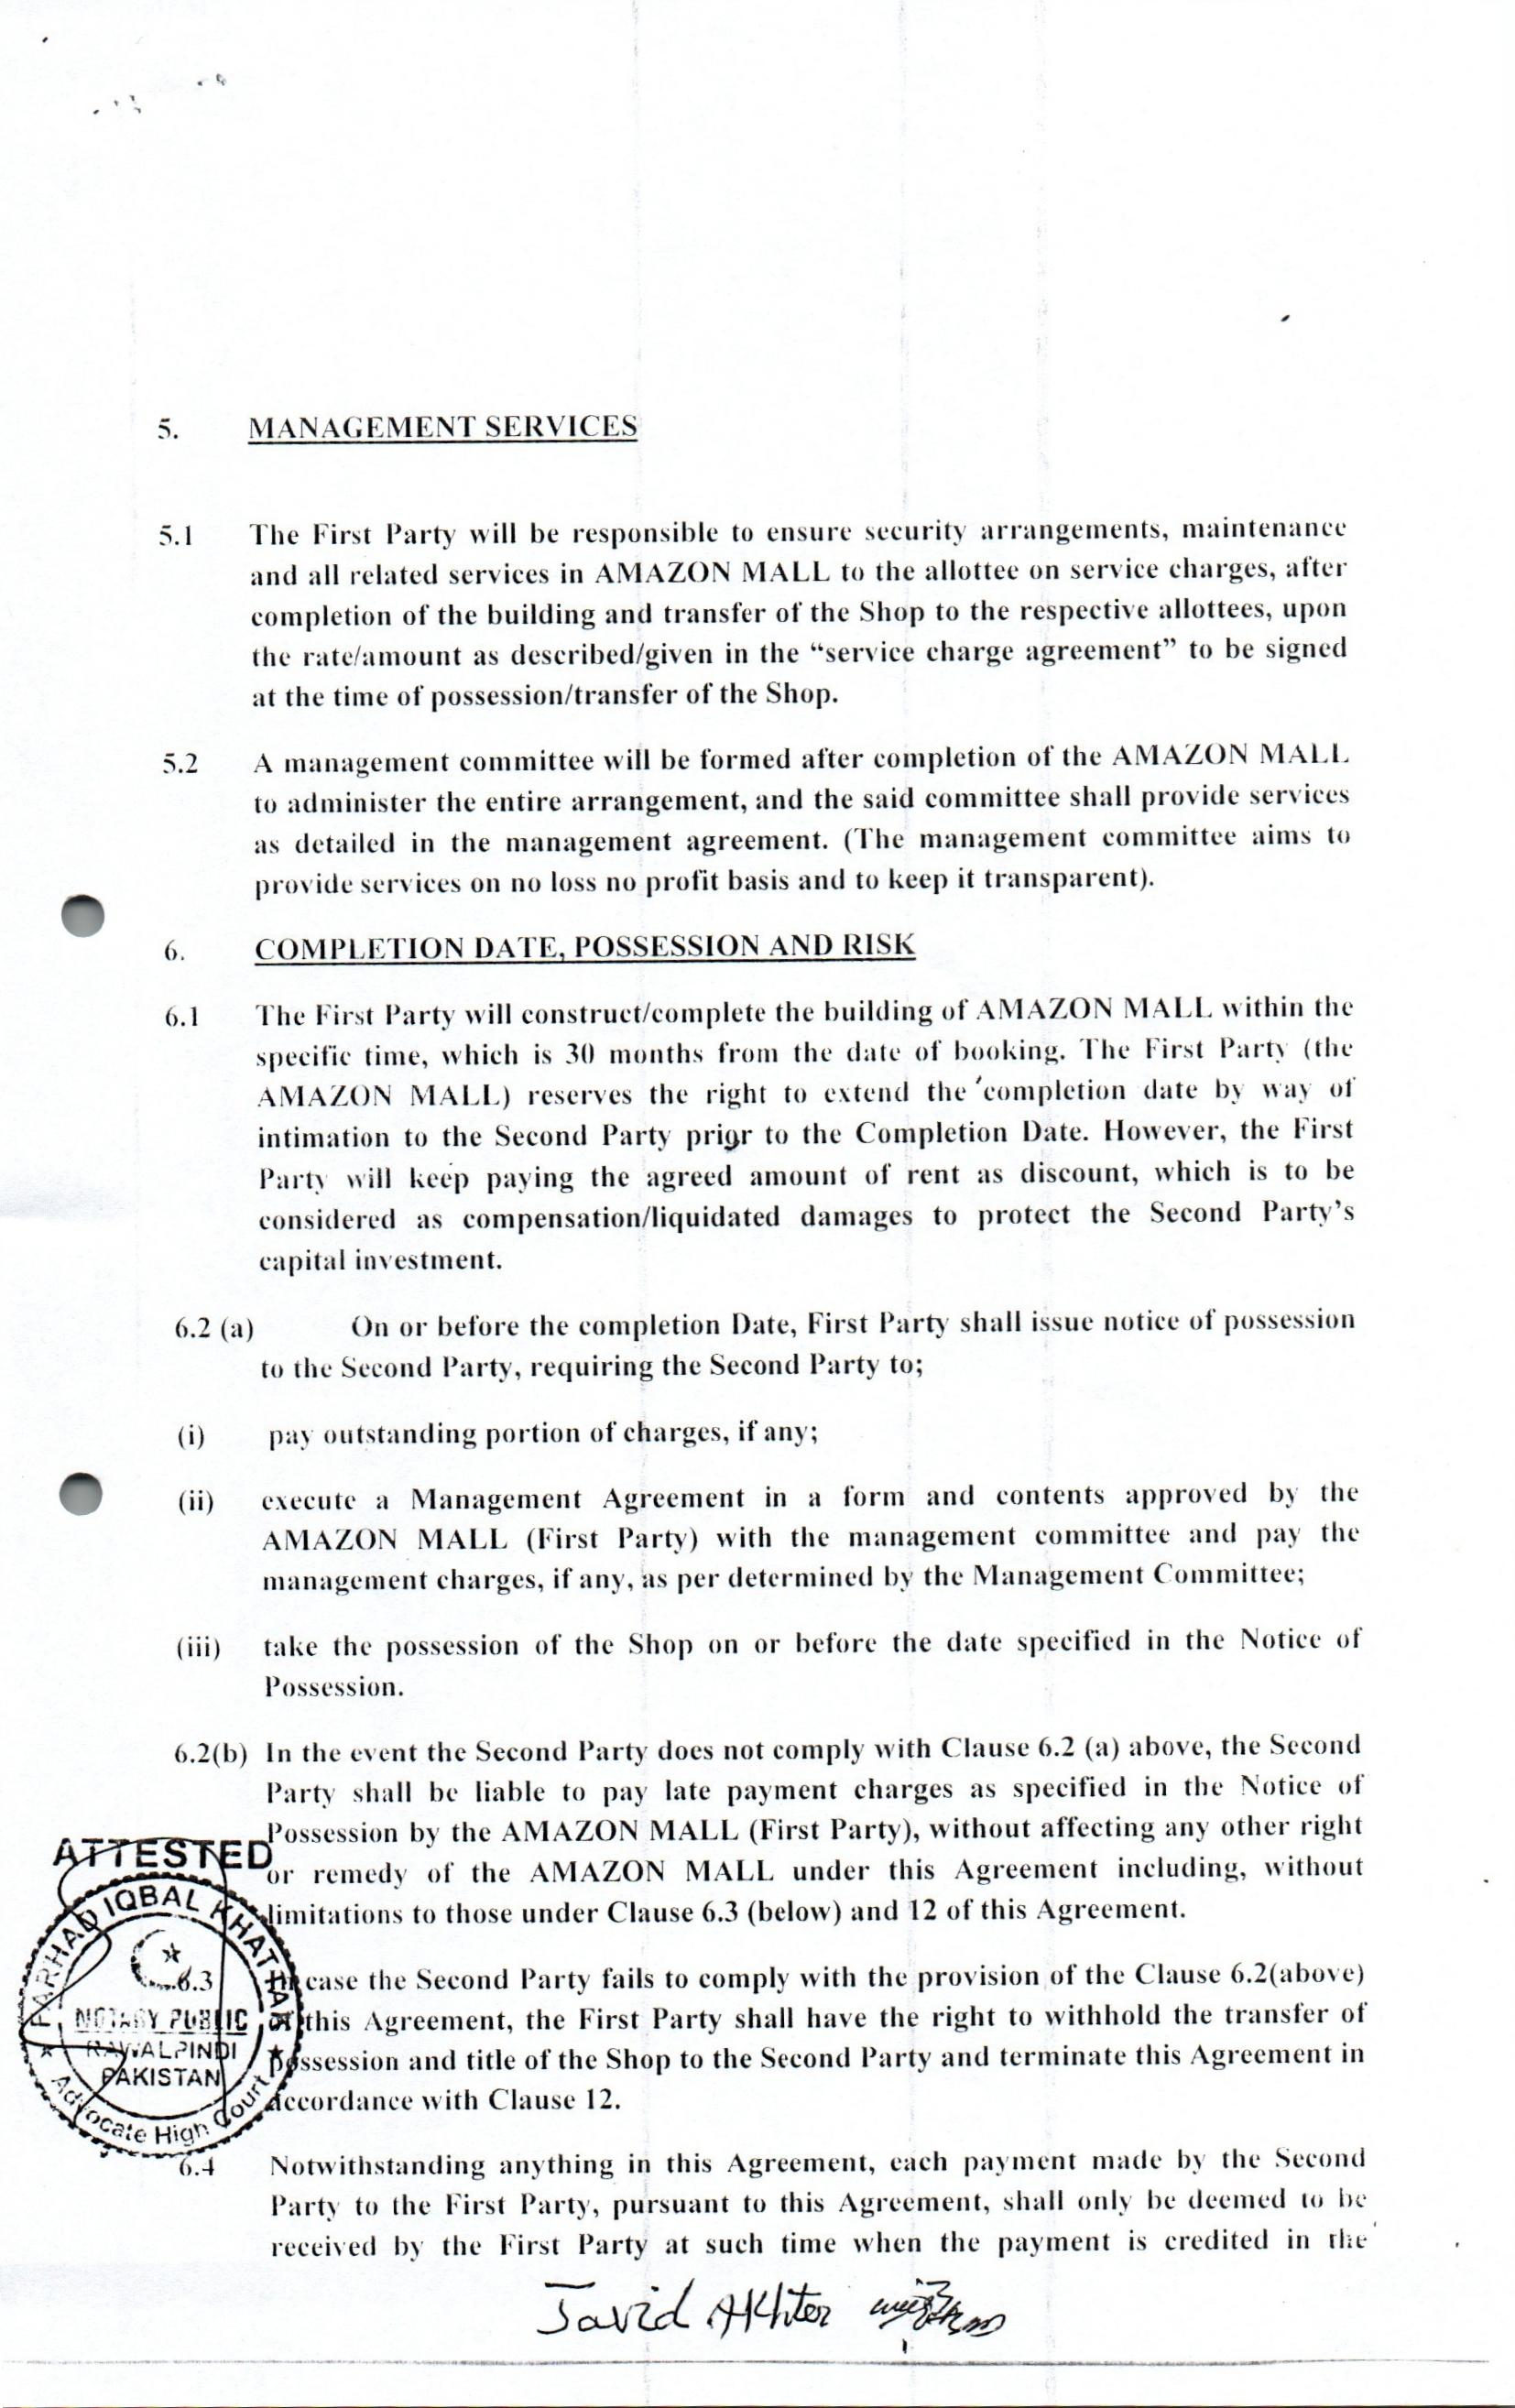 5. MANAGEMENT SERVICES
5.1 The First Party will be responsible to ensure security arrangements, maintenance
and all related services in AMAZON MALL to the allottee on service charges, after
completion of the building and transfer of the Shop to the respective allottees, upon
the rate/amount as described/given in the “service charge agreement” to be signed
at the time of possession/transfer of the Shop.
5.2 A management committee will be formed after completion of the AMAZON MALL
to administer the entire arrangement, and the said committee shall provide services
as detailed in the management agreement. (The management committee aims to
provide services on no loss no profit basis and to keep it transparent).
6. COMPLETION DATE, POSSESSION AND RISK
6.1 The First Party will construct/complete the building of AMAZON MALL within the
specific time, which is 30 months from the date of booking. The First Party (the
AMAZON MALL) reserves the right to extend the completion date by way of
intimation to the Second Party prior to the Completion Date. However, the First
Party will keep paying the agreed amount of rent as discount, which is to be
considered as compensation/liquidated damages to protect the Second Party’s
capital investment.
6.2 (a) On or before the completion Date, First Party shall issue notice of possession
to the Second Party, requiring the Second Party to;
(i) pay outstanding portion of charges, if any;
(ii) execute a Management Agreement in a form and contents approved by the
AMAZON MALL (First Party) with the management committee and pay the
management charges, if any, as per determined by the Management Committee;
(iii) take the possession of the Shop on or before the date specified in the Notice of
Possession.
6.2(b) In the event the Second Party does not comply with Clause 6.2 (a) above, the Second
Party shall be liable to pay late payment charges as specified in the Notice of
Possession by the AMAZON MALL (First Party), without affecting any other right
or remedy of the AMAZON MALL under this Agreement including, without
limitations to those under Clause 6.3 (below) and 12 of this Agreement.
6.3 In case the Second Party fails to comply with the provision of the Clause 6.2(above)
of this Agreement, the First Party shall have the right to withhold the transfer of
possession and title of the Shop to the Second Party and terminate this Agreement in
accordance with Clause 12.
6.4 Notwithstanding anything in this Agreement, each payment made by the Second
Party to the First Party, pursuant to this Agreement, shall only be deemed to be
received by the First Party at such time when the payment is credited in the
ATTESTED
FARHAD IQBAL KHATTAK
NOTARY PUBLIC
RAWALPINDI
PAKISTAN
Advocate High Court
Javid Akhter